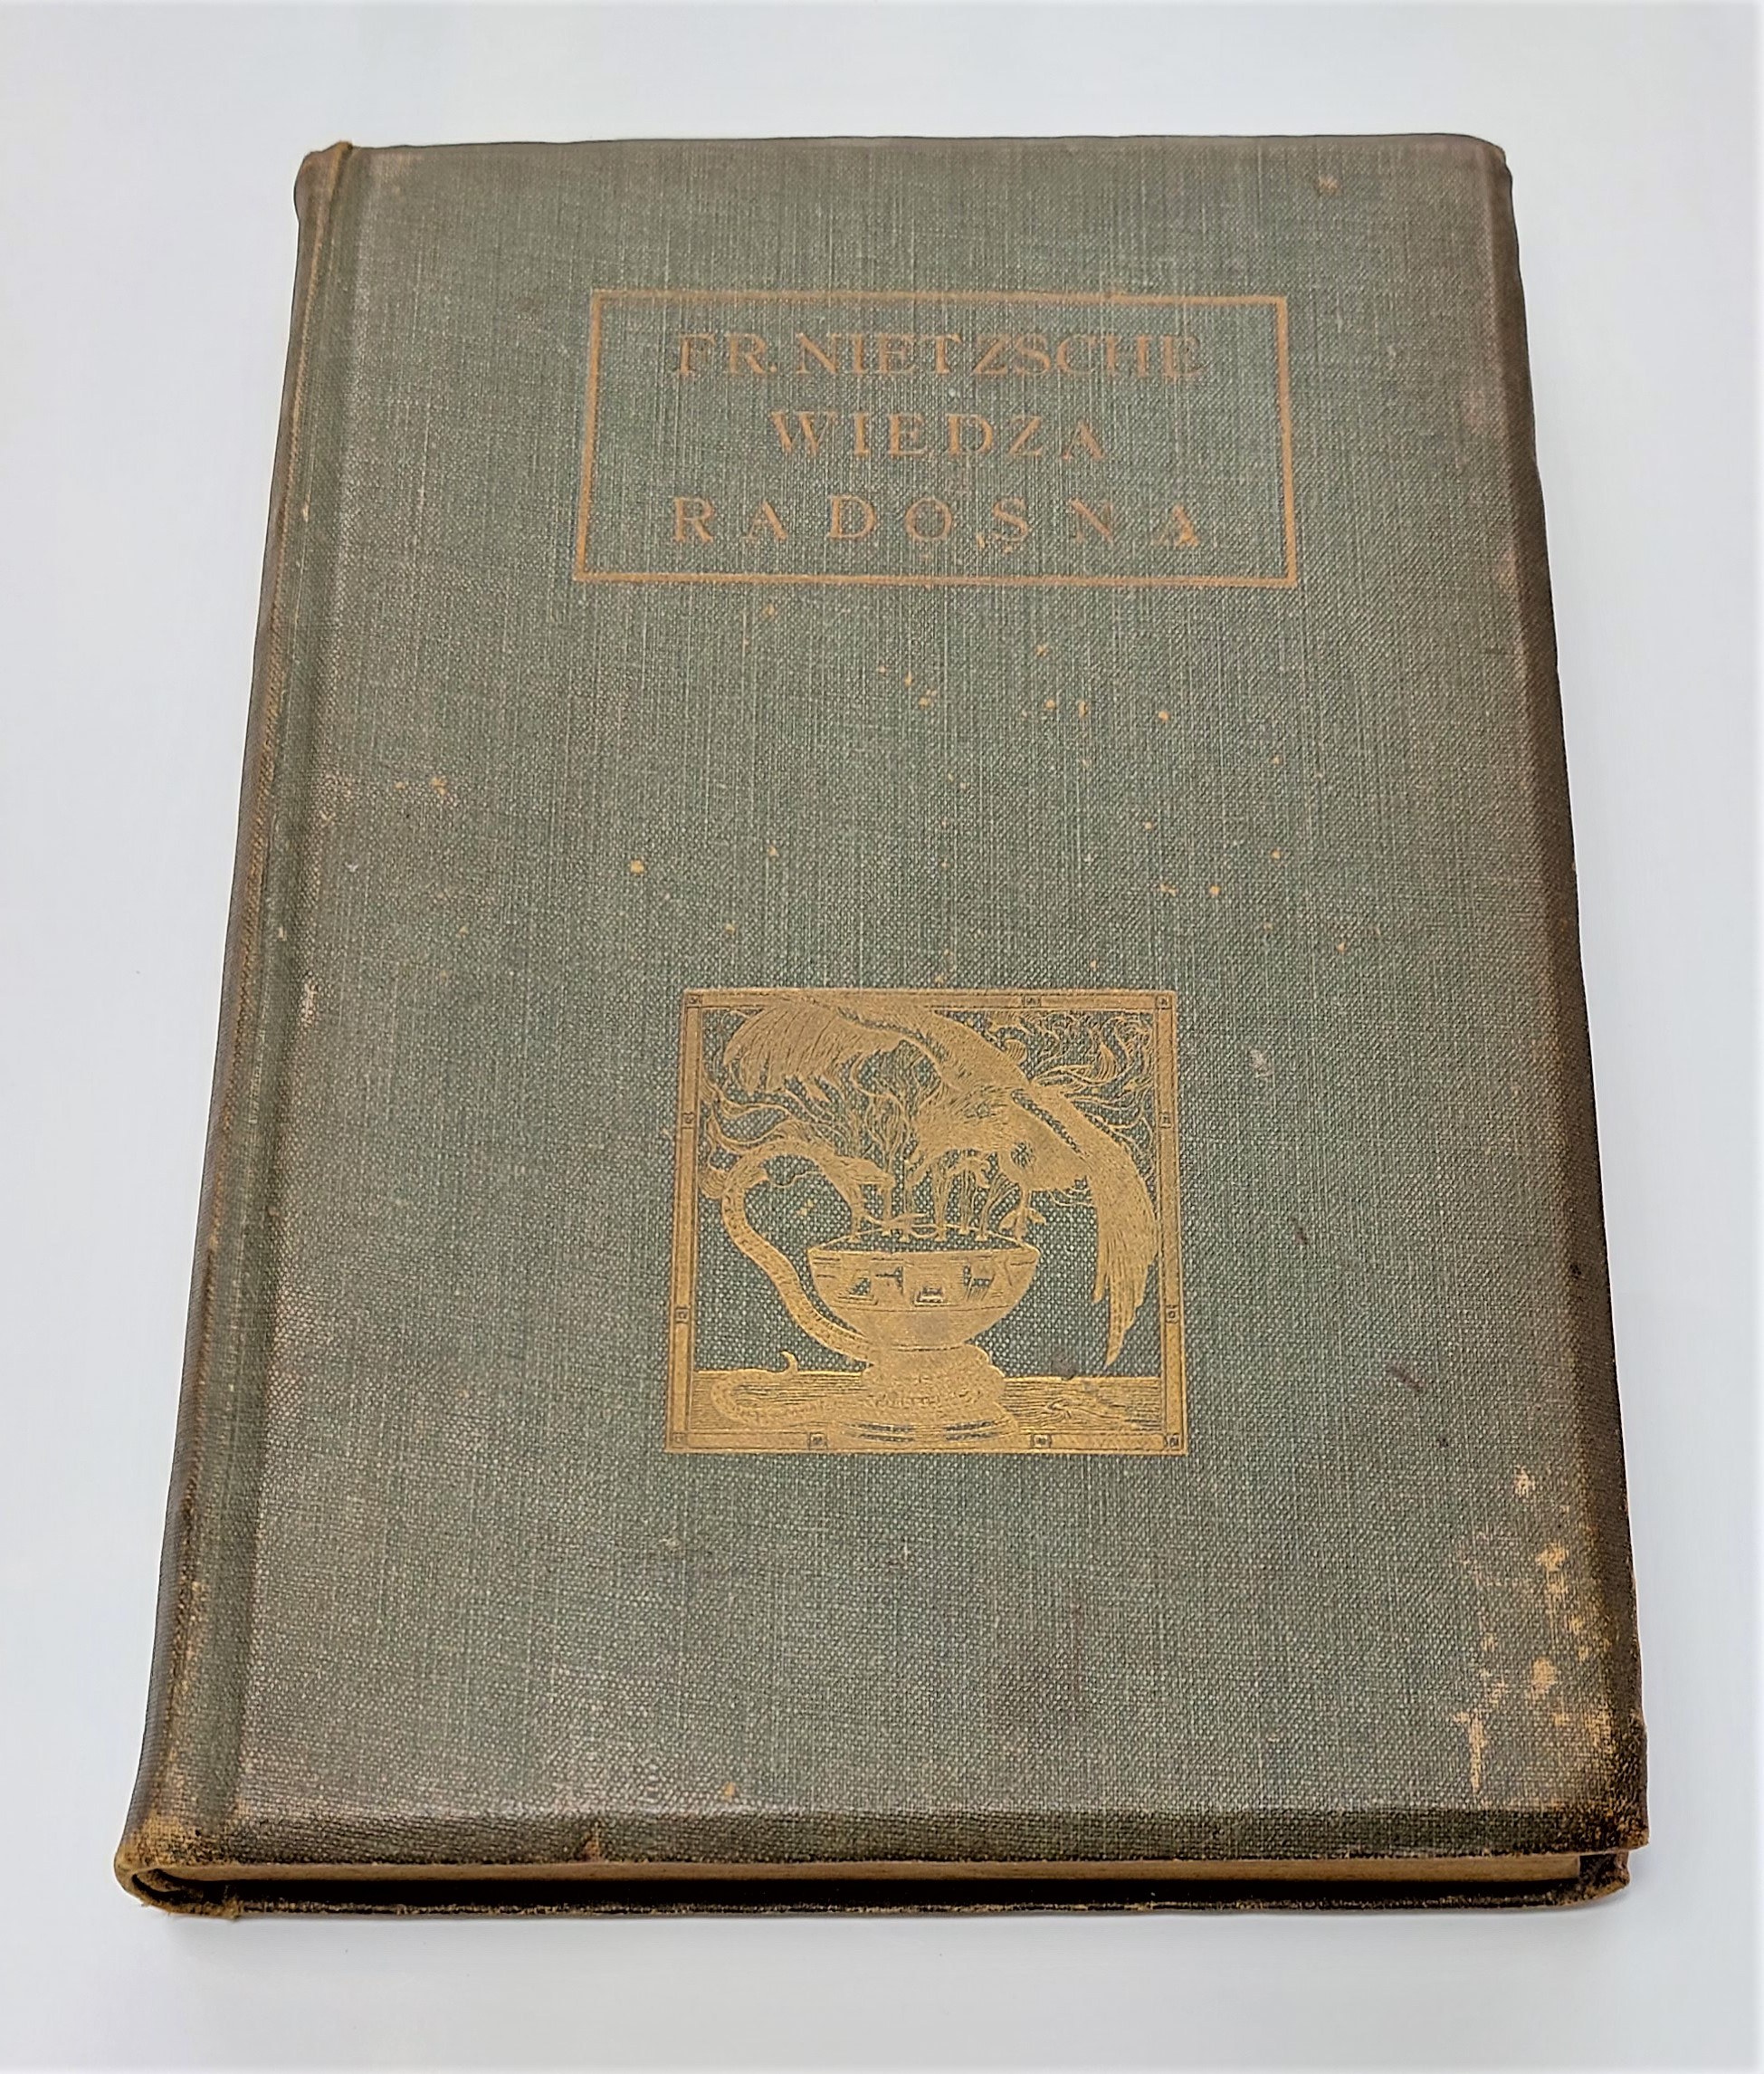 FR. NIETZSCHE
WIEDZA
RADOSNA